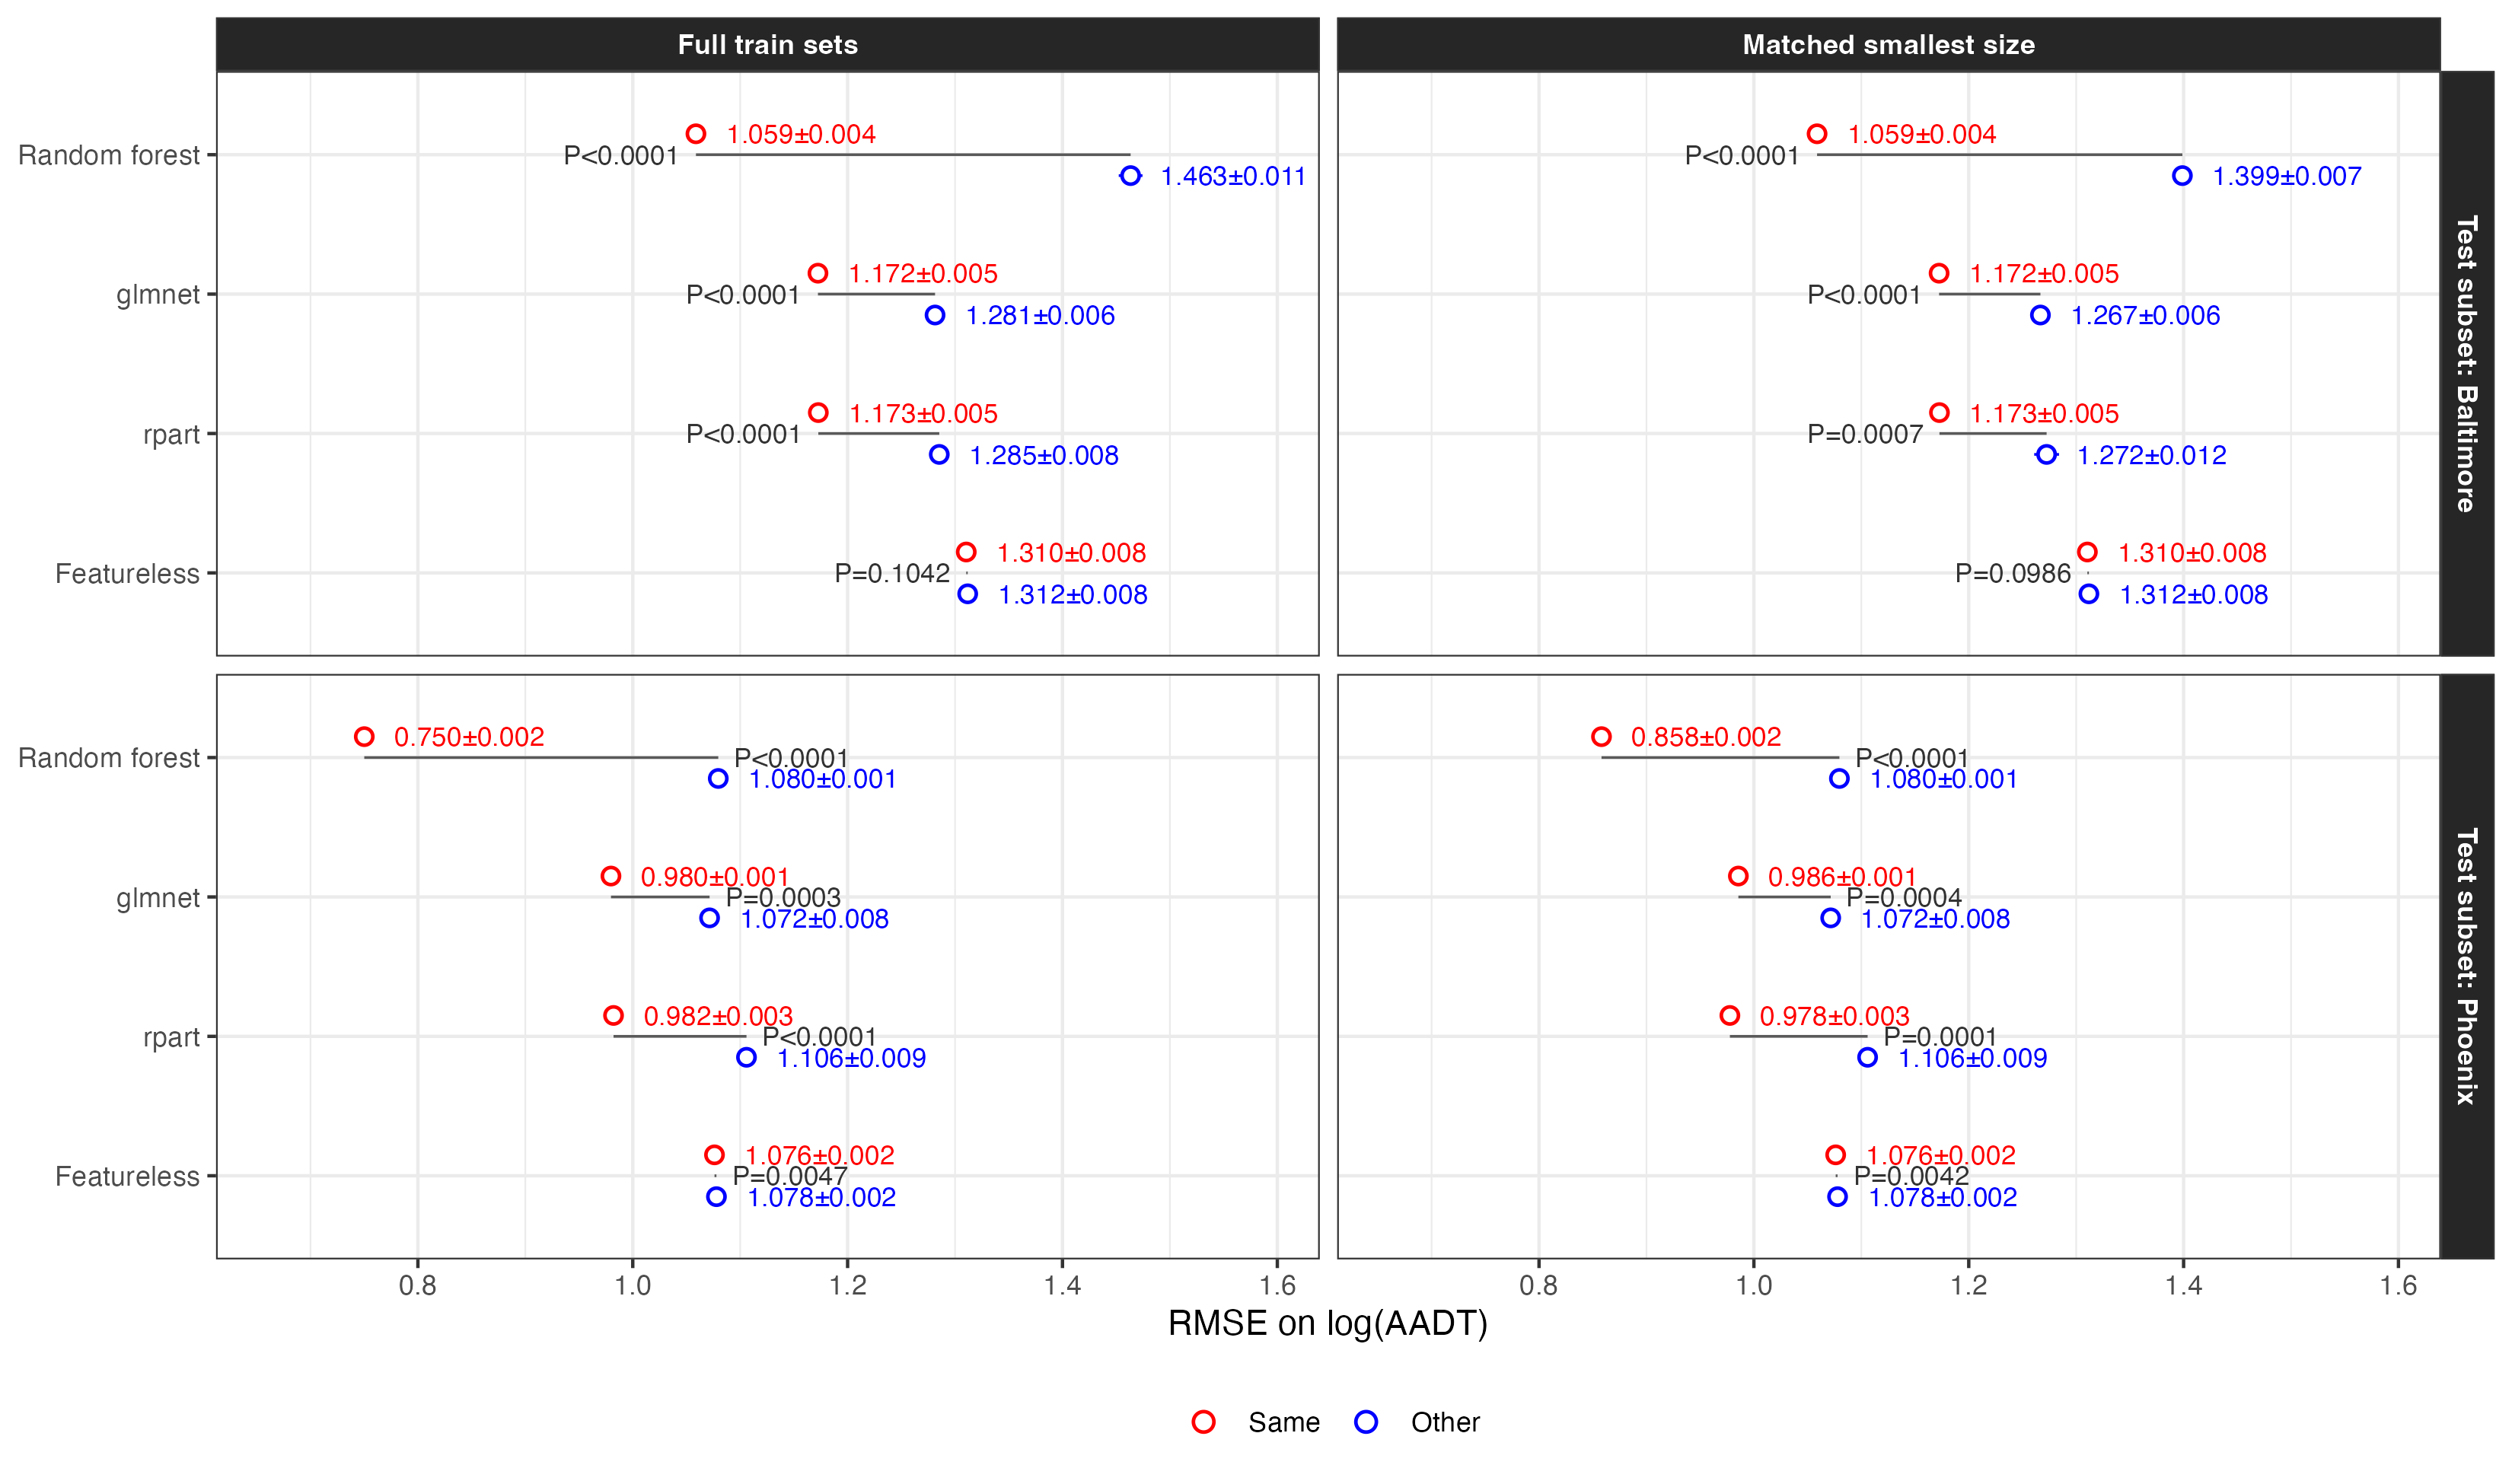 Full train sets
Matched smallest size
Test subset: Baltimore
Random forest
1.059±0.004
P<0.0001
1.463±0.011
1.059±0.004
P<0.0001
1.399±0.007
glmnet
1.172±0.005
P<0.0001
1.281±0.006
1.172±0.005
P<0.0001
1.267±0.006
rpart
1.173±0.005
P<0.0001
1.285±0.008
1.173±0.005
P=0.0007
1.272±0.012
Featureless
1.310±0.008
P=0.1042
1.312±0.008
1.310±0.008
P=0.0986
1.312±0.008
Test subset: Phoenix
Random forest
0.750±0.002
P<0.0001
1.080±0.001
0.858±0.002
P<0.0001
1.080±0.001
glmnet
0.980±0.001
P=0.0003
1.072±0.008
0.986±0.001
P=0.0004
1.072±0.008
rpart
0.982±0.003
P<0.0001
1.106±0.009
0.978±0.003
P=0.0001
1.106±0.009
Featureless
1.076±0.002
P=0.0047
1.078±0.002
1.076±0.002
P=0.0042
1.078±0.002
0.8 1.0 1.2 1.4 1.6
0.8 1.0 1.2 1.4 1.6
RMSE on log(AADT)
Same Other